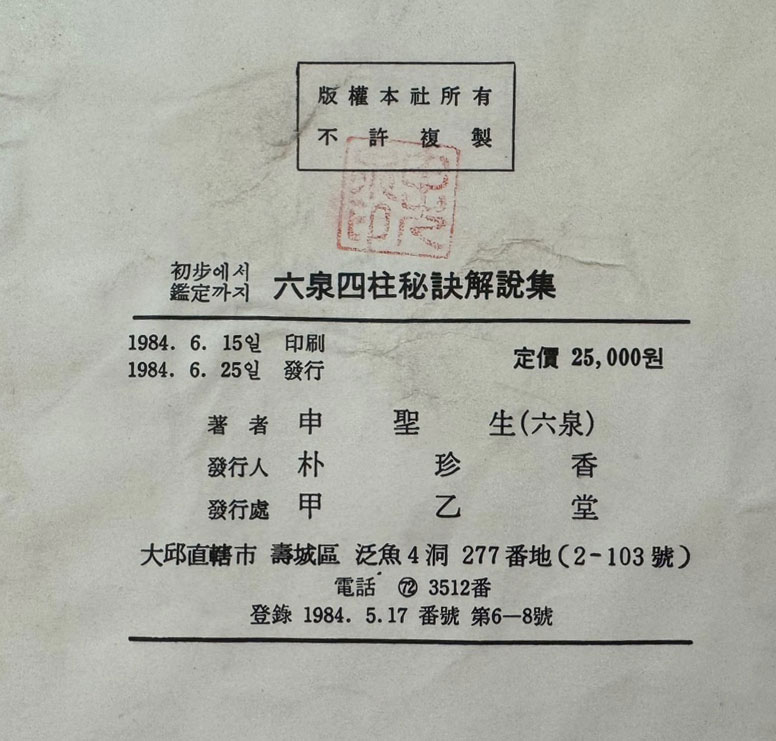 版權本社所有
不許複製
初步에서
鑑定까지
六泉四柱秘訣解說集
1984. 6. 15일 印刷
1984. 6. 25일 發行
定價 25,000원
著者 申聖生(六泉)
發行人 朴珍香
發行處 甲乙堂
大邱直轄市 壽城區 泛魚4洞 277番地(2-103號)
電話 ㊆ 3512番
登錄 1984. 5.17 番號 第6—8號